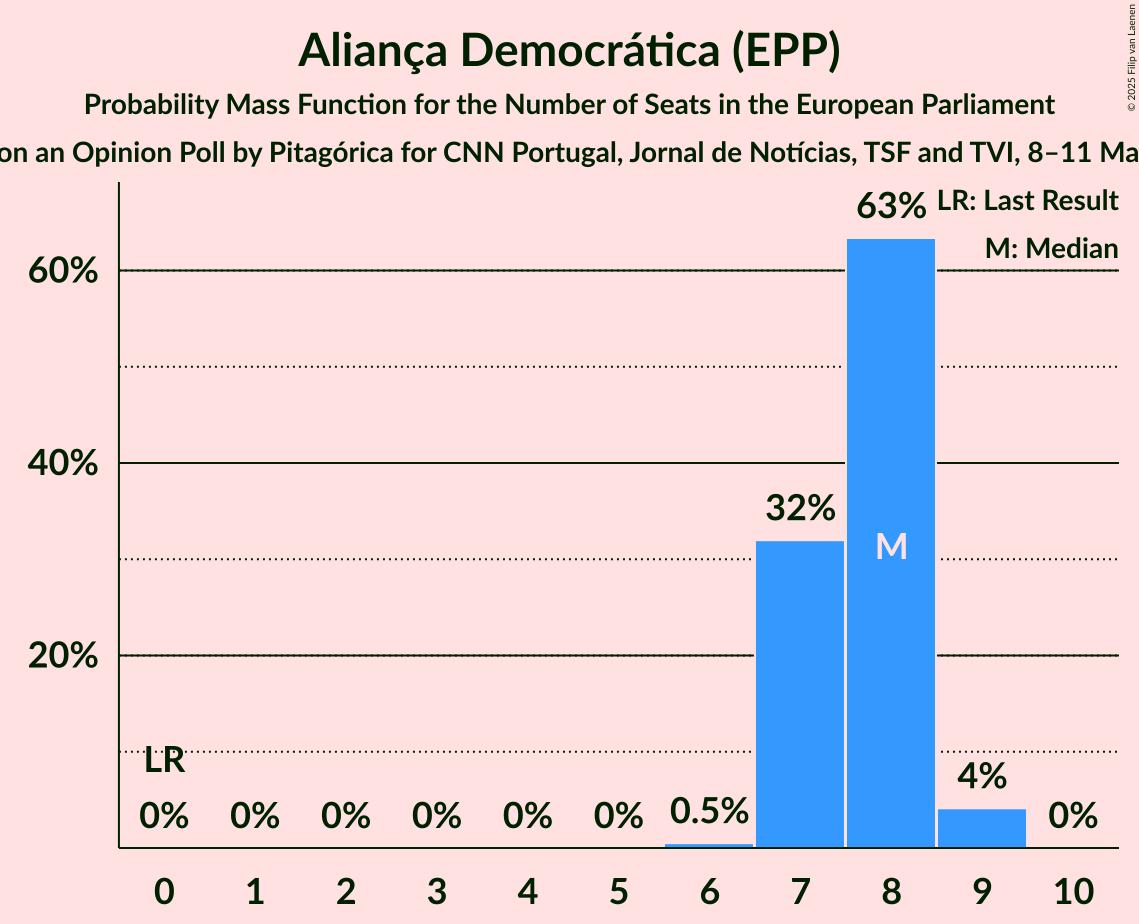 Aliança Democrática (EPP)
Probability Mass Function for the Number of Seats in the European Parliament
on an Opinion Poll by Pitagórica for CNN Portugal, Jornal de Notícias, TSF and TVI, 8–11 Ma
© 2025 Filip van Laenen
LR: Last Result
M: Median
63%
60%
40%
32%
M
20%
LR
4%
0% 0% 0% 0% 0% 0% 0.5% 0%
0 1 2 3 4 5 6 7 8 9 10